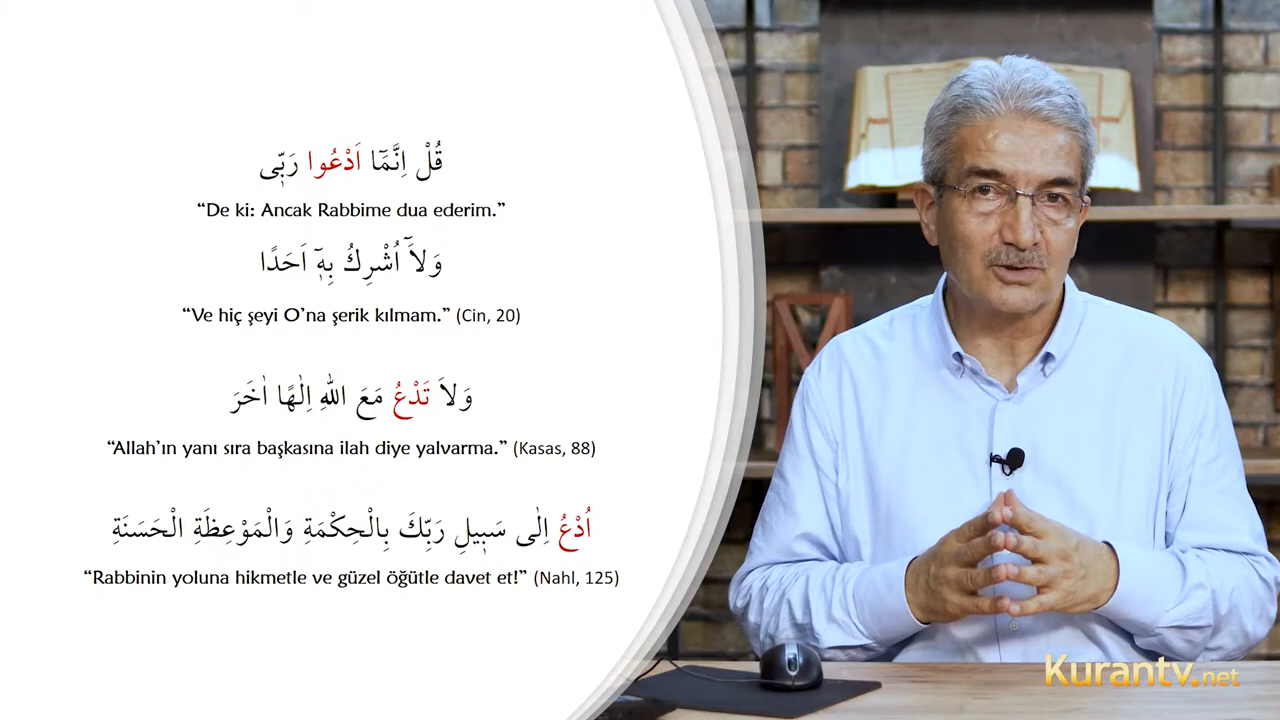 قُلْ اِنَّمَٓا اَدْعُوا رَبّ۪ى
“De ki: Ancak Rabbime dua ederim.”
وَلَٓا اُشْرِكُ بِه۪ٓ اَحَدًا
“Ve hiç şeyi O’na şerik kılmam.” (Cin, 20)
وَلاَ تَدْعُ مَعَ اللّٰهِ اِلٰهًا اٰخَرَ
“Allah’ın yanı sıra başkasına ilah diye yalvarma.” (Kasas, 88)
اُدْعُ اِلٰى سَب۪يلِ رَبِّكَ بِالْحِكْمَةِ وَالْمَوْعِظَةِ الْحَسَنَةِ
“Rabbinin yoluna hikmetle ve güzel öğütle davet et!” (Nahl, 125)
Kurantv.net